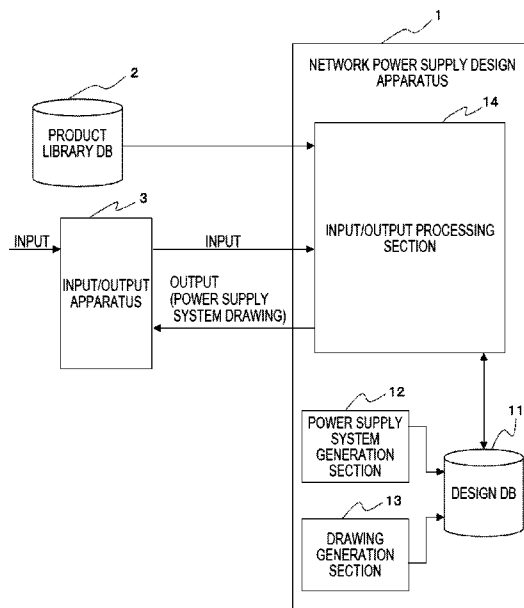 1
NETWORK POWER SUPPLY DESIGN
APPARATUS
2
PRODUCT
LIBRARY DB
14
INPUT/OUTPUT PROCESSING
SECTION
3
INPUT
INPUT/OUTPUT
APPARATUS
INPUT
OUTPUT
(POWER SUPPLY
SYSTEM DRAWING)
12
POWER SUPPLY
SYSTEM
GENERATION
SECTION
11
DESIGN DB
13
DRAWING
GENERATION
SECTION